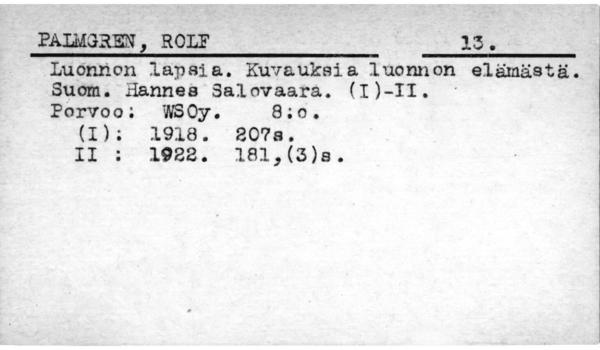 PALMGREN, ROLF 13.
Luonnon lapsia. Kuvauksia luonnon elämästä.
Suom. Hannes Salovaara. (I)-II.
Porvoo: WSOy. 8:o.
(I): 1918. 207s.
II : 1922. 181,(3)s.